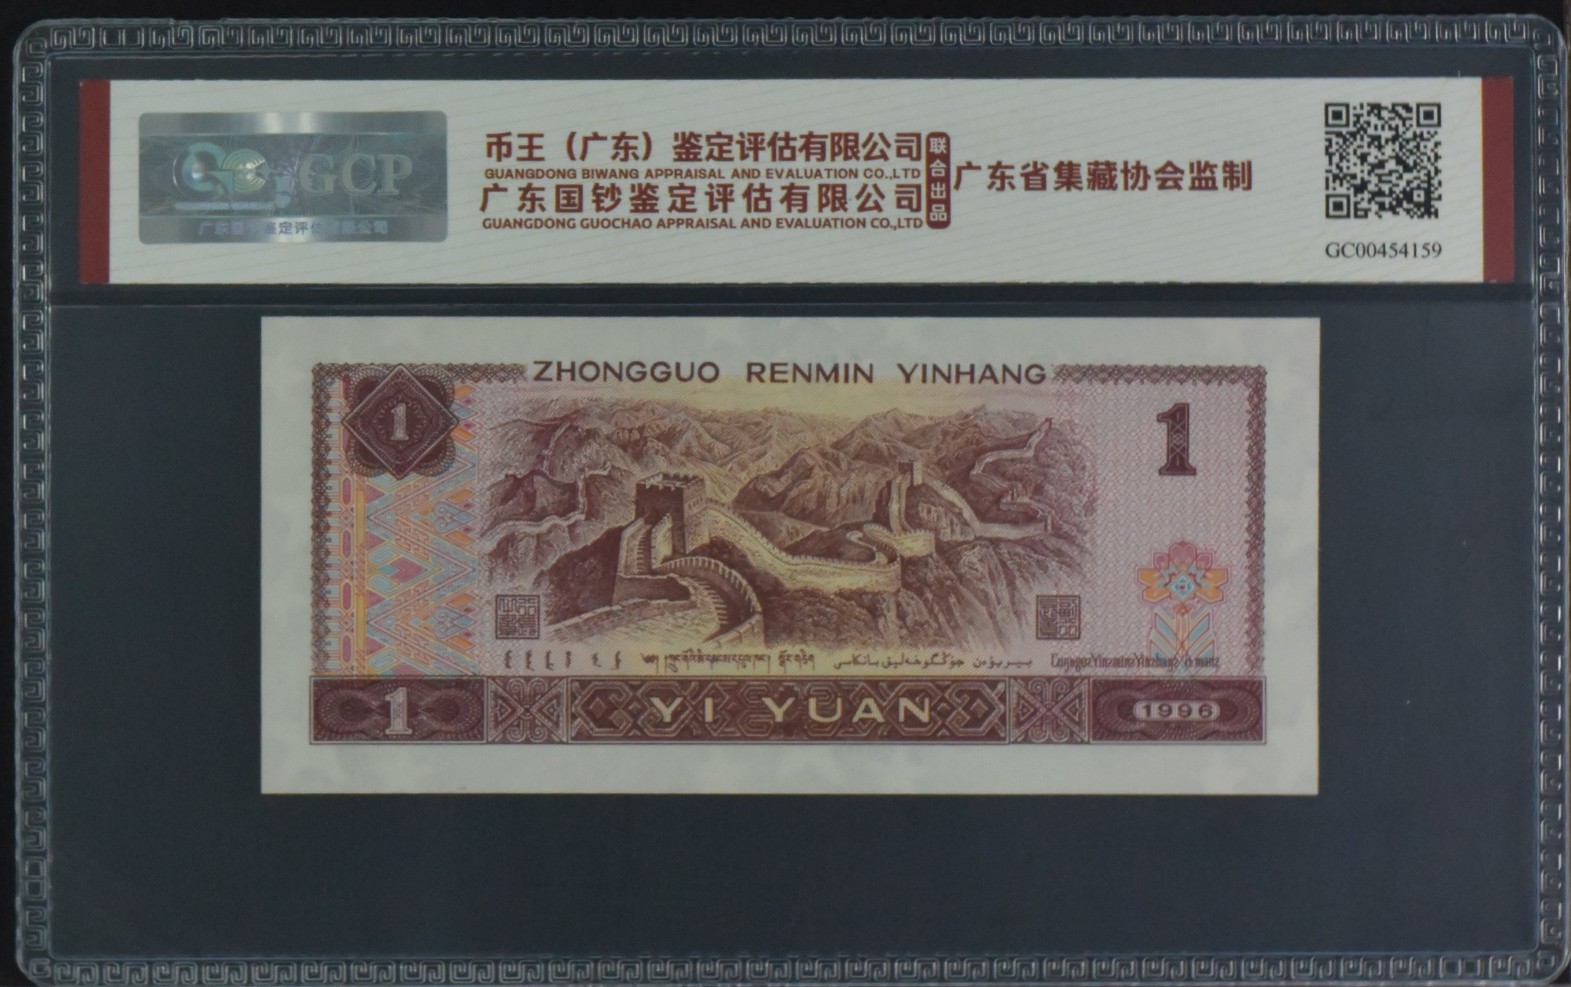 GCP
币王（广东）鉴定评估有限公司
GUANGDONG BIWANG APPRAISAL AND EVALUATION CO.,LTD
广东国钞鉴定评估有限公司
GUANGDONG GUOCHAO APPRAISAL AND EVALUATION CO.,LTD
联合出品
广东省集藏协会监制
GC00454159
ZHONGGUO RENMIN YINHANG
1
1
1
YI YUAN
1996